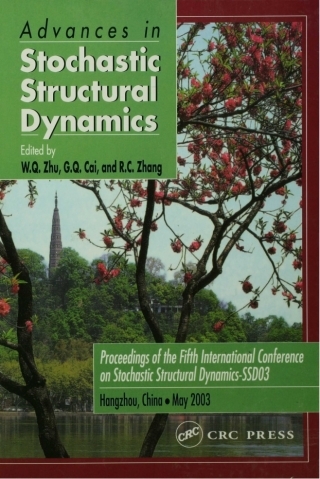 Advances in
Stochastic
Structural
Dynamics
Edited by
W.Q. Zhu, G.Q. Cai, and R.C. Zhang
Proceedings of the Fifth International Conference
on Stochastic Structural Dynamics-SSD03
Hangzhou, China • May 2003
CRC CRC PRESS